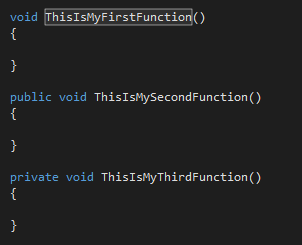 void ThisIsMyFirstFunction()
{
}
public void ThisIsMySecondFunction()
{
}
private void ThisIsMyThirdFunction()
{
}